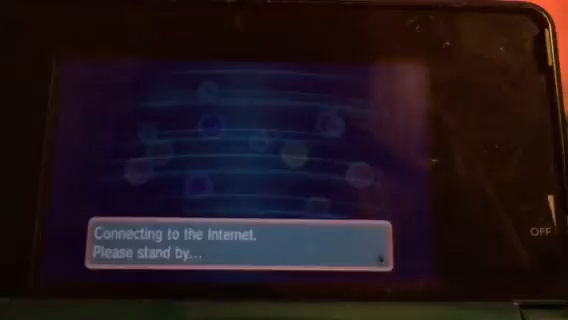 Connecting to the Internet.
Please stand by...
OFF